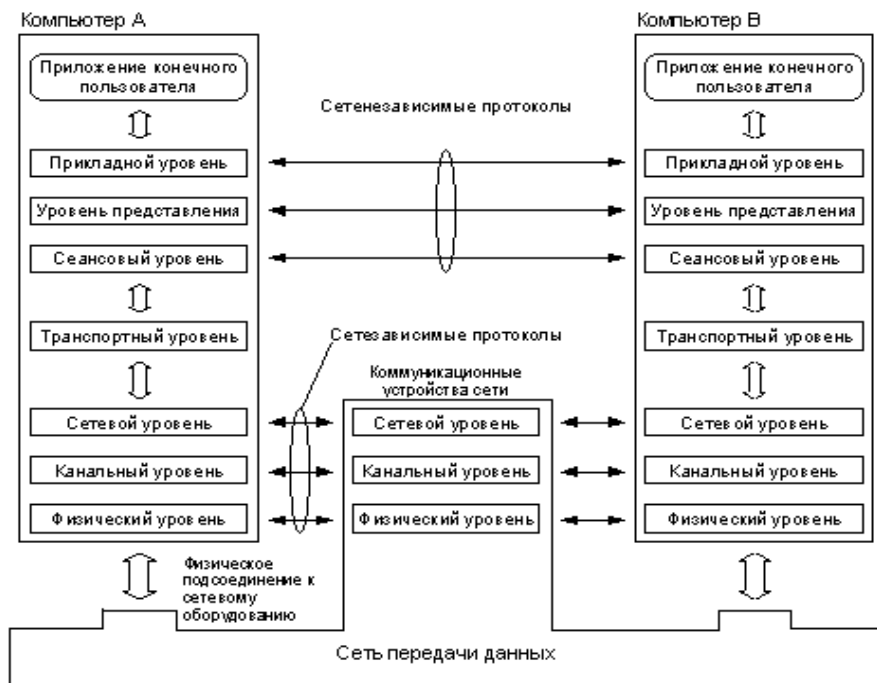 Компьютер А
Компьютер В
Приложение конечного
пользователя
Приложение конечного
пользователя
Сетенезависимые протоколы
Прикладной уровень
Прикладной уровень
Уровень представления
Уровень представления
Сеансовый уровень
Сеансовый уровень
Транспортный уровень
Сетезависимые протоколы
Транспортный уровень
Коммуникационные
устройства сети
Сетевой уровень
Сетевой уровень
Сетевой уровень
Канальный уровень
Канальный уровень
Канальный уровень
Физический уровень
Физический уровень
Физический уровень
Физическое
подсоединение к
сетевому
оборудованию
Сеть передачи данных